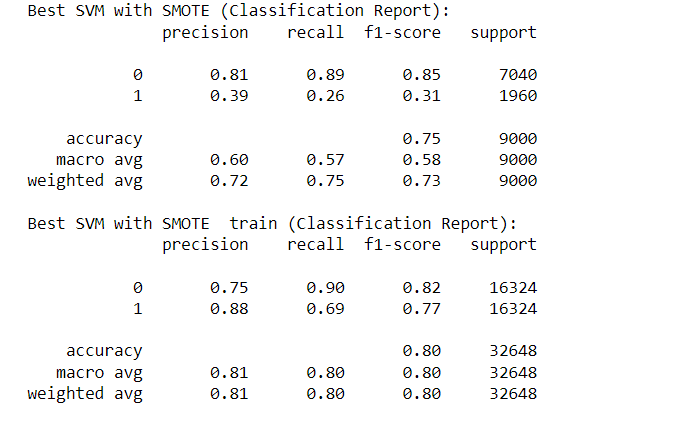 Best SVM with SMOTE (Classification Report):
precision recall f1-score support
0 0.81 0.89 0.85 7040
1 0.39 0.26 0.31 1960
accuracy 0.75 9000
macro avg 0.60 0.57 0.58 9000
weighted avg 0.72 0.75 0.73 9000
Best SVM with SMOTE  train (Classification Report):
precision recall f1-score support
0 0.75 0.90 0.82 16324
1 0.88 0.69 0.77 16324
accuracy 0.80 32648
macro avg 0.81 0.80 0.80 32648
weighted avg 0.81 0.80 0.80 32648